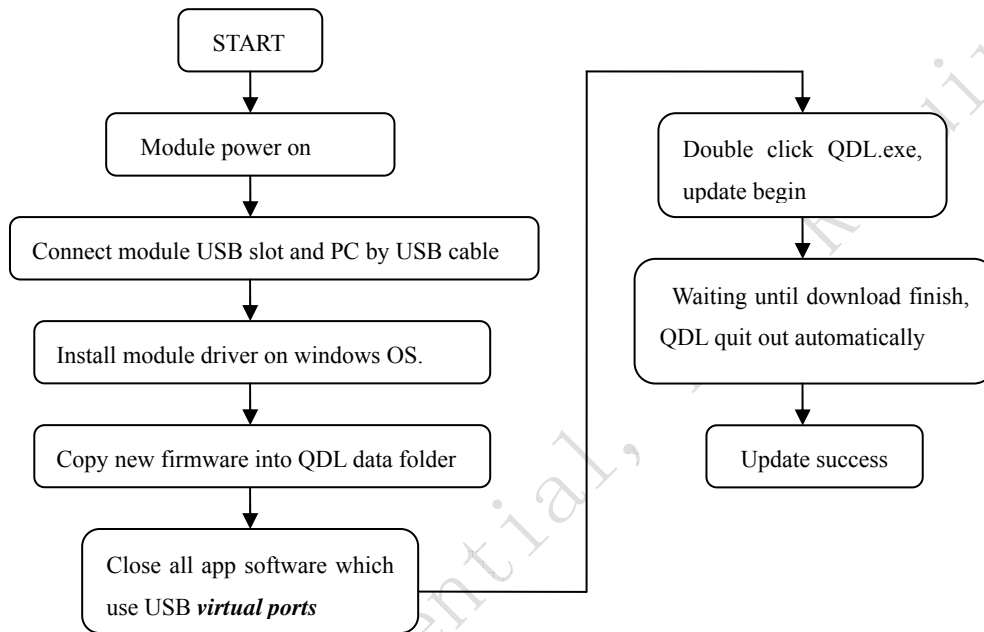 START
Module power on
Connect module USB slot and PC by USB cable
Install module driver on windows OS.
Copy new firmware into QDL data folder
Close all app software which
use USB virtual ports
Double click QDL.exe,
update begin
Waiting until download finish,
QDL quit out automatically
Update success